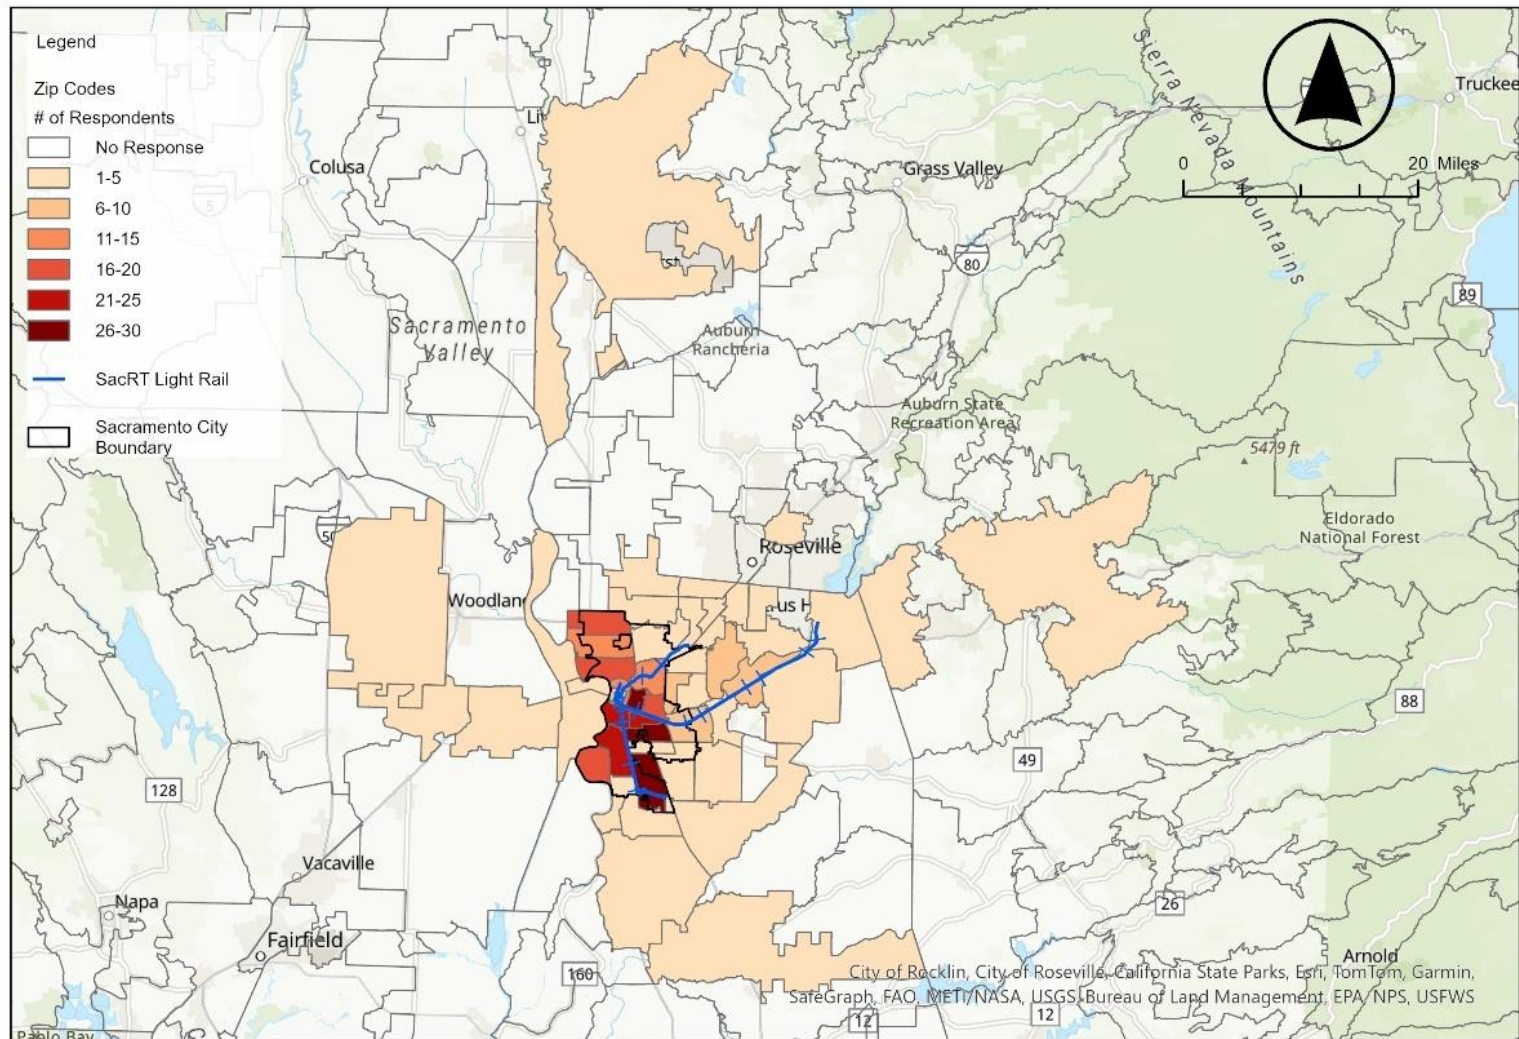 Legend
Zip Codes
# of Respondents
No Response
1-5
6-10
11-15
16-20
21-25
26-30
SacRT Light Rail
Sacramento City
Boundary
0
20 Miles
Truckee
Sierra Nevada Mountains
Colusa
Grass Valley
5
80
89
Sacramento
Valley
Auburn
Rancheria
Auburn State
Recreation Area
5479 ft
Eldorado
National Forest
Roseville
Woodland
88
49
128
Vacaville
Napa
Fairfield
26
160
Arnold
City of Rocklin, City of Roseville, California State Parks, Esri, TomTom, Garmin,
SafeGraph, FAO, METI/NASA, USGS, Bureau of Land Management, EPA, NPS, USFWS
12
12
Pablo Bay